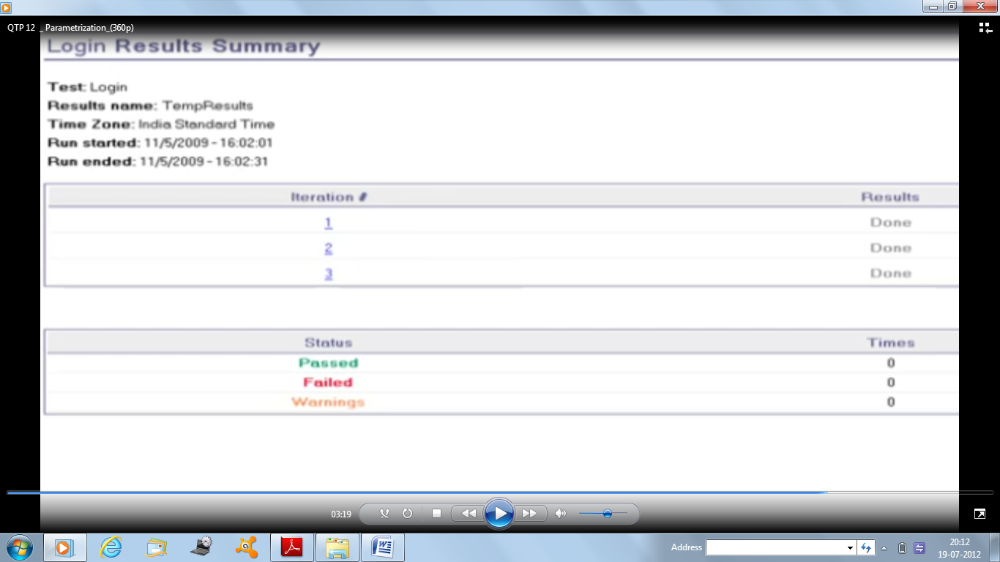 QTP 12 _ Parametrization_(360p)
Login Results Summary
Test: Login
Results name: TempResults
Time Zone: India Standard Time
Run started: 11/5/2009 - 16:02:01
Run ended: 11/5/2009 - 16:02:31
Iteration # Results
1 Done
2 Done
3 Done
Status Times
Passed 0
Failed 0
Warnings 0
03:19
Address
20:12
19-07-2012